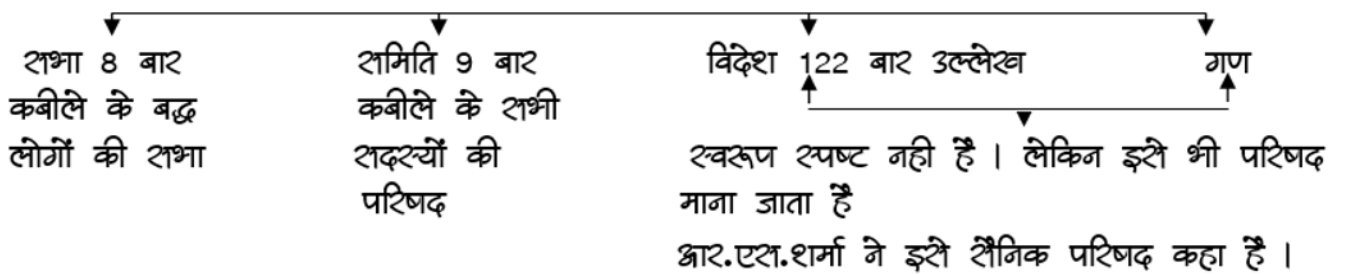 सभा 8 बार
कबीले के बद्ध
लोगों की सभा
समिति 9 बार
कबीले के सभी
सदस्यों की
परिषद
विदेश 122 बार उल्लेख
गण
स्वरूप स्पष्ट नही है । लेकिन इसे भी परिषद
माना जाता है
आर.एस.शर्मा ने इसे सैनिक परिषद कहा है ।